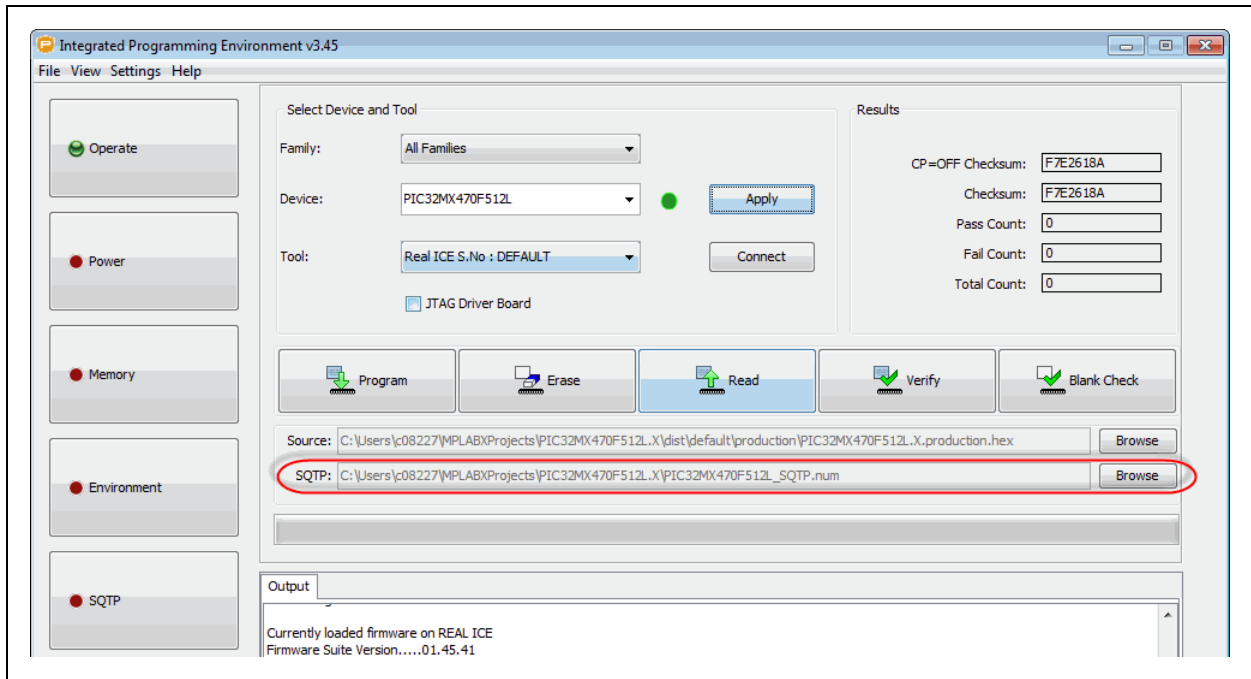 Integrated Programming Environment v3.45
File View Settings Help
Operate
Power
Memory
Environment
SQTP
Select Device and Tool
Family: All Families
Device: PIC32MX470F512L Apply
Tool: Real ICE S.No : DEFAULT Connect
JTAG Driver Board
Results
CP=OFF Checksum: F7E2618A
Checksum: F7E2618A
Pass Count: 0
Fail Count: 0
Total Count: 0
Program Erase Read Verify Blank Check
Source: C:\Users\c08227\MPLABXProjects\PIC32MX470F512L.X\dist\default\production\PIC32MX470F512L.X.production.hex Browse
SQTP: C:\Users\c08227\MPLABXProjects\PIC32MX470F512L.X\PIC32MX470F512L_SQTP.num Browse
Output
Currently loaded firmware on REAL ICE
Firmware Suite Version.....01.45.41